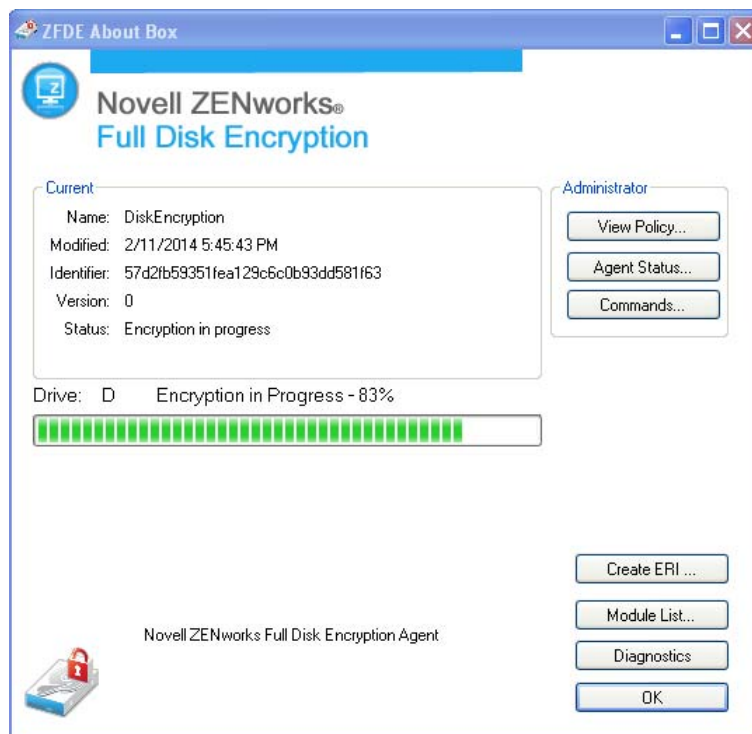 ZFDE About Box
Novell ZENworks®
Full Disk Encryption
Current
Name: DiskEncryption
Modified: 2/11/2014 5:45:43 PM
Identifier: 57d2fb59351fea129c6c0b93dd581f63
Version: 0
Status: Encryption in progress
Administrator
View Policy...
Agent Status...
Commands...
Drive: D Encryption in Progress - 83%
Create ERI ...
Module List...
Novell ZENworks Full Disk Encryption Agent
Diagnostics
OK